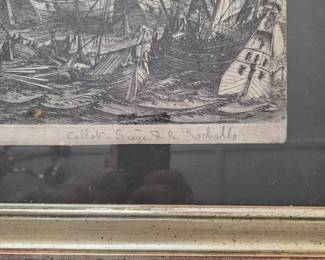 Callot - Siege de la Rochelle.